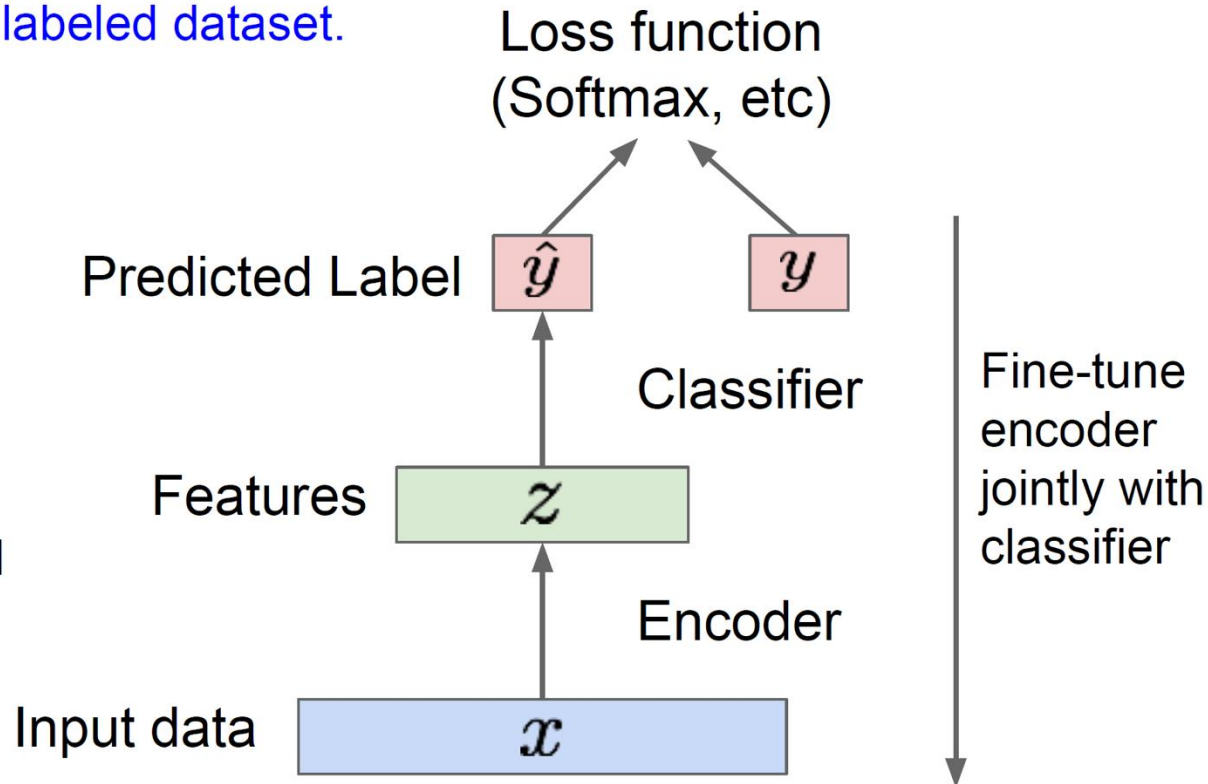 labeled dataset.
Loss function
(Softmax, etc)
Predicted Label
ŷ
y
Classifier
Fine-tune
encoder
jointly with
classifier
Features
z
Encoder
Input data
x